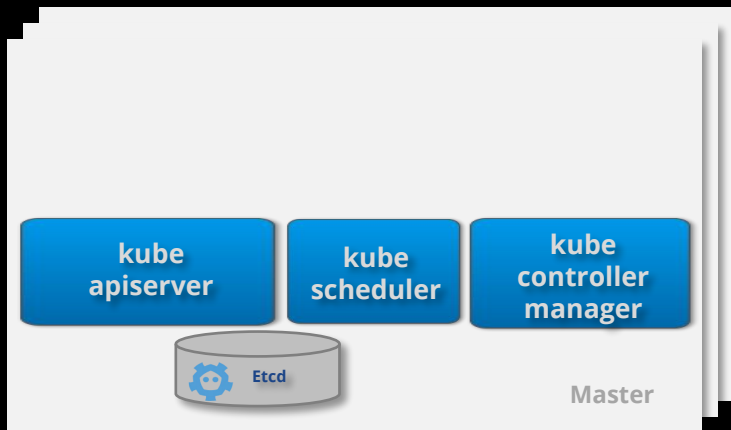 kube
apiserver
kube
scheduler
kube
controller
manager
Etcd
Master